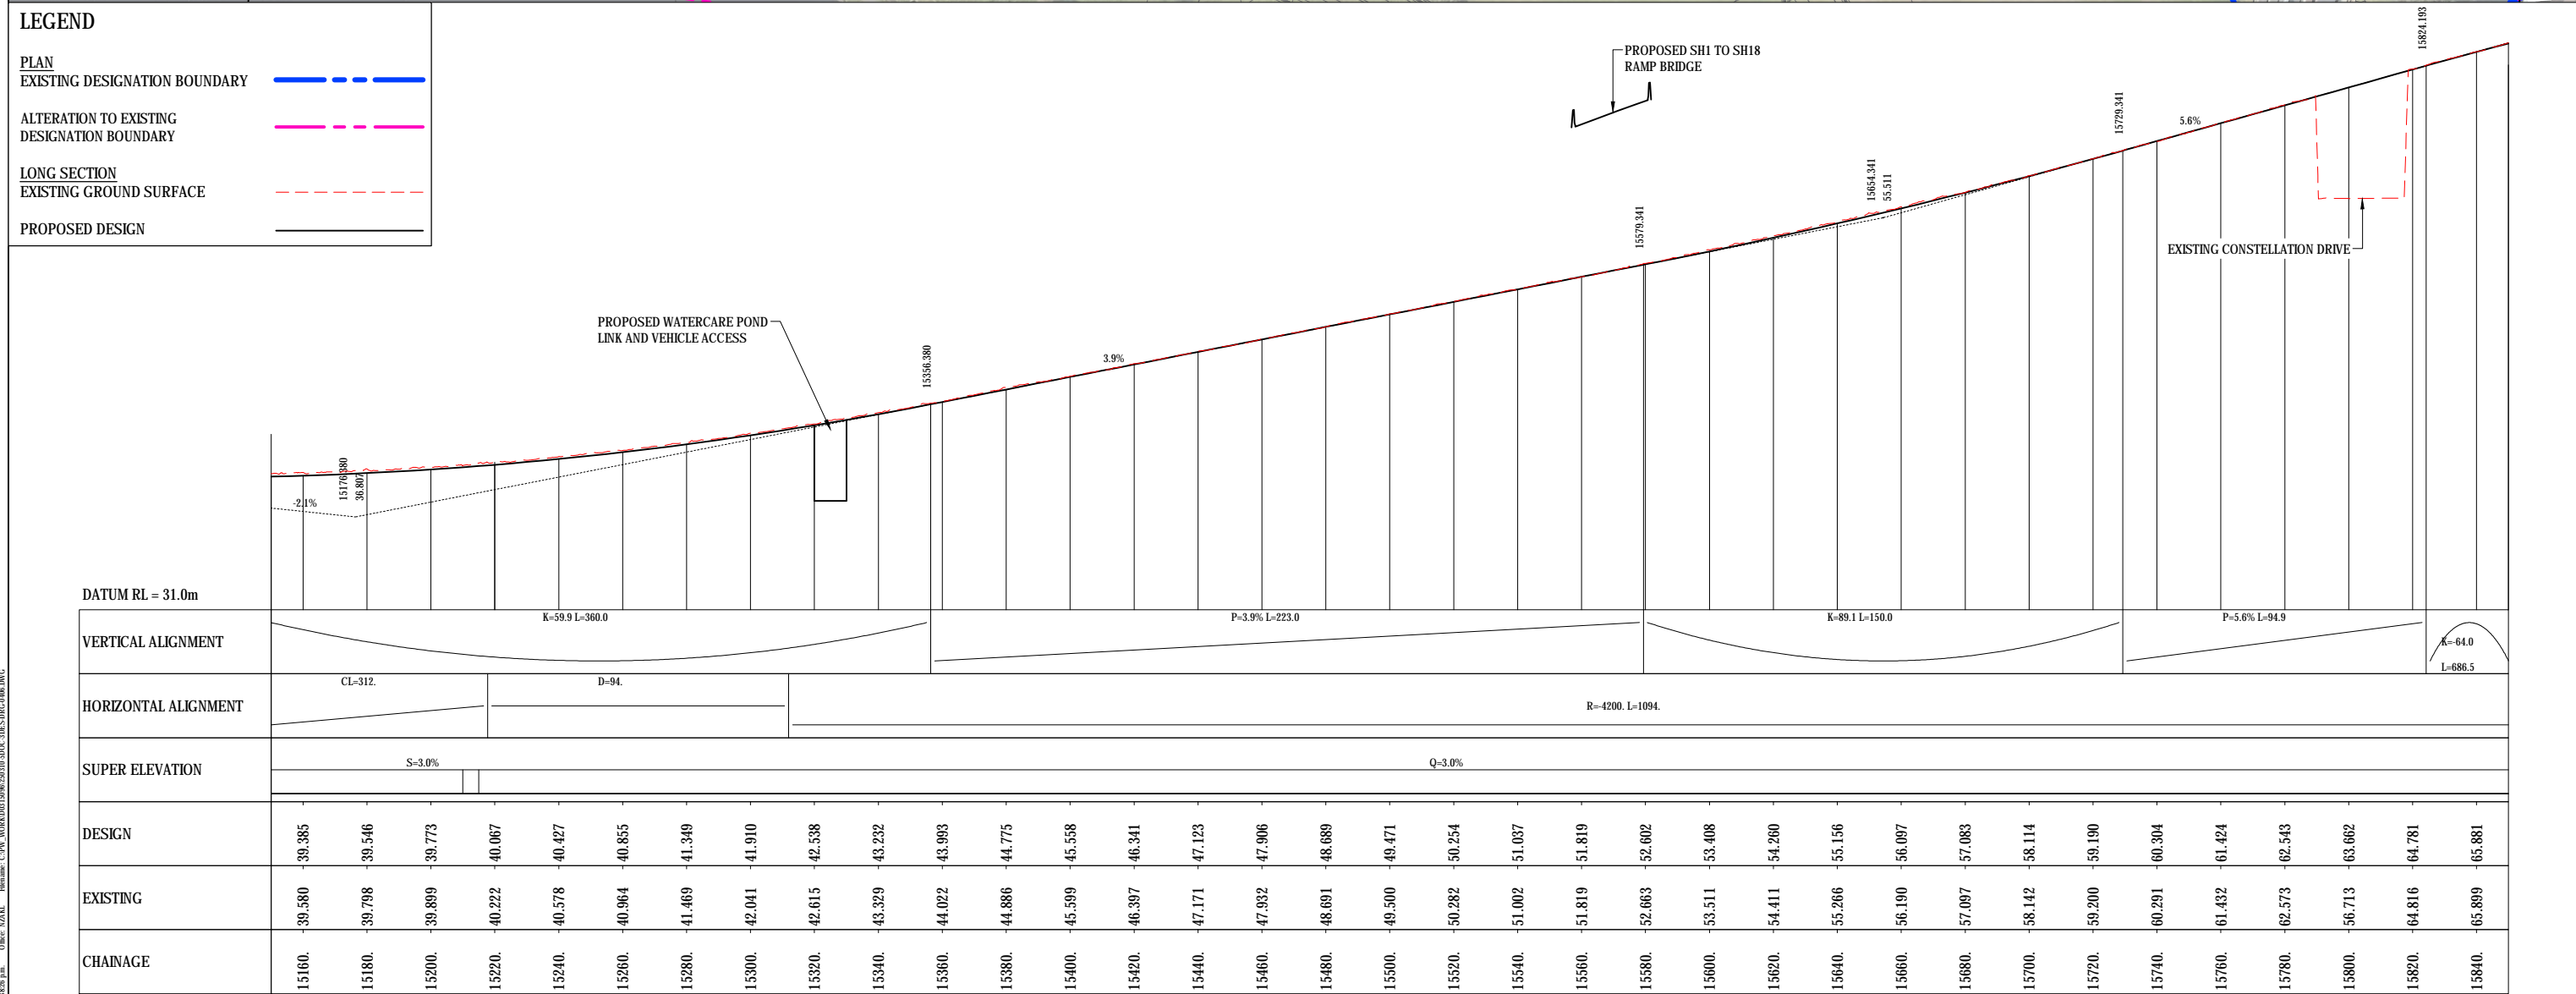 LEGEND
PLAN
EXISTING DESIGNATION BOUNDARY
ALTERATION TO EXISTING
DESIGNATION BOUNDARY
LONG SECTION
EXISTING GROUND SURFACE
PROPOSED DESIGN
PROPOSED SH1 TO SH18
RAMP BRIDGE
15824.193
15729.341
5.6%
15654.341
55.511
15579.341
EXISTING CONSTELLATION DRIVE
PROPOSED WATERCARE POND
LINK AND VEHICLE ACCESS
15356.380
3.9%
15176.380
36.807
-2.1%
DATUM RL = 31.0m
VERTICAL ALIGNMENT
K=59.9 L=360.0
P=3.9% L=223.0
K=89.1 L=150.0
P=5.6% L=94.9
K=-64.0
L=686.5
HORIZONTAL ALIGNMENT
CL=312.
D=94.
R=-4200. L=1094.
SUPER ELEVATION
S=3.0%
Q=3.0%
DESIGN 39.385 39.546 39.773 40.067 40.427 40.855 41.349 41.910 42.538 43.232 43.993 44.775 45.558 46.341 47.123 47.906 48.689 49.471 50.254 51.037 51.819 52.602 53.408 54.260 55.156 56.097 57.083 58.114 59.190 60.304 61.424 62.543 63.662 64.781 65.881
EXISTING 39.580 39.798 39.899 40.222 40.578 40.964 41.469 42.041 42.615 43.329 44.022 44.886 45.599 46.397 47.171 47.932 48.691 49.500 50.282 51.002 51.819 52.663 53.511 54.411 55.266 56.190 57.097 58.142 59.200 60.291 61.432 62.573 56.713 64.816 65.899
CHAINAGE 15160. 15180. 15200. 15220. 15240. 15260. 15280. 15300. 15320. 15340. 15360. 15380. 15400. 15420. 15440. 15460. 15480. 15500. 15520. 15540. 15560. 15580. 15600. 15620. 15640. 15660. 15680. 15700. 15720. 15740. 15760. 15780. 15800. 15820. 15840.